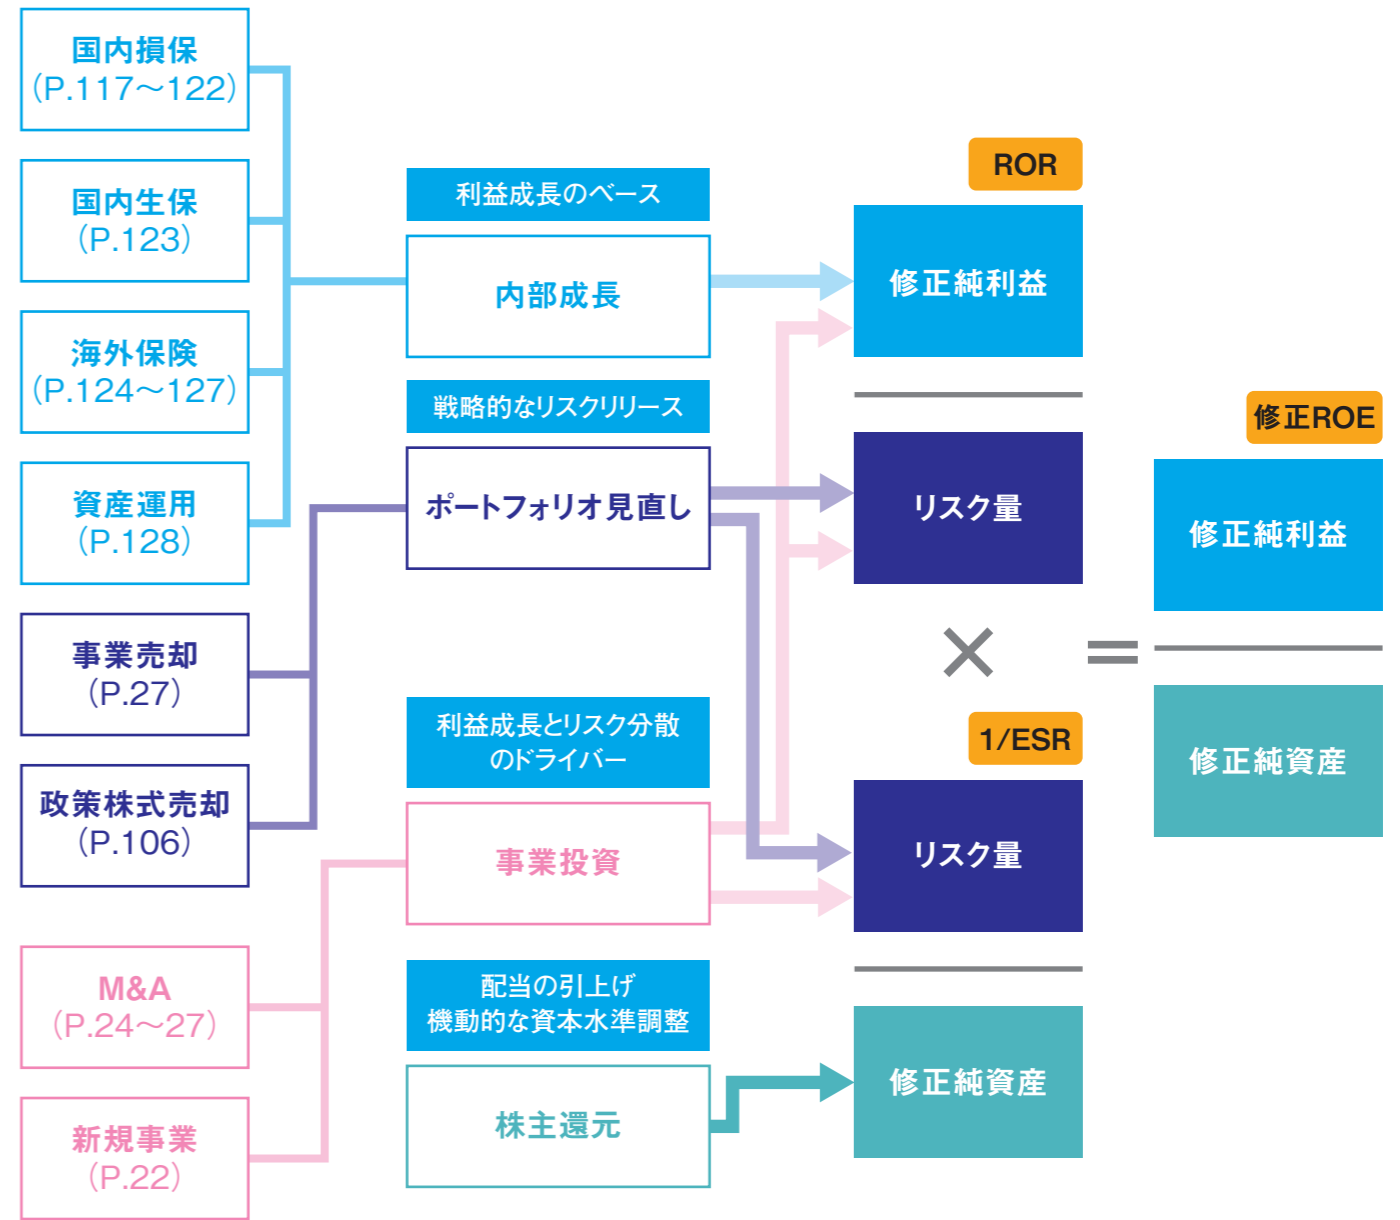 国内損保
（P.117～122）
国内生保
（P.123）
海外保険
（P.124～127）
資産運用
（P.128）
事業売却
（P.27）
政策株式売却
（P.106）
M&A
（P.24～27）
新規事業
（P.22）
利益成長のベース
内部成長
戦略的なリスクリリース
ポートフォリオ見直し
利益成長とリスク分散
のドライバー
事業投資
配当の引上げ
機動的な資本水準調整
株主還元
ROR
修正純利益
リスク量
×
1/ESR
リスク量
修正純資産
＝
修正ROE
修正純利益
修正純資産